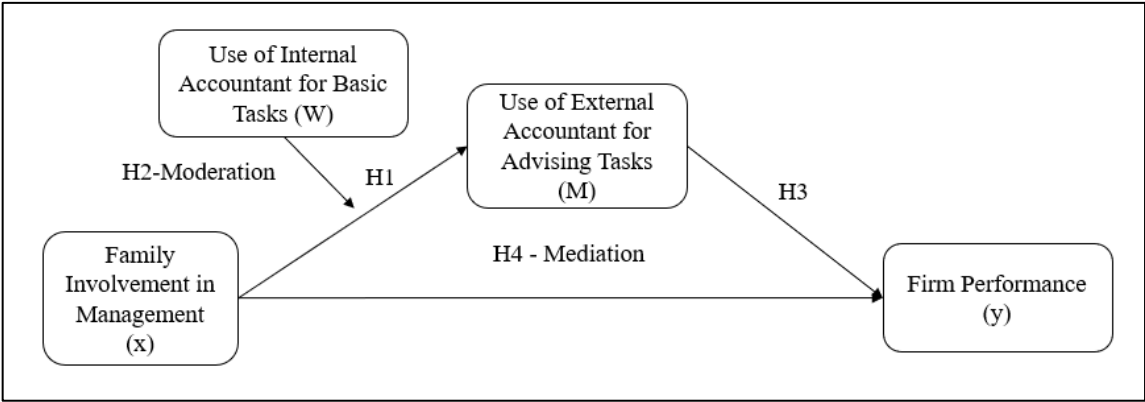 Use of Internal
Accountant for Basic
Tasks (W)
Use of External
Accountant for
Advising Tasks
(M)
H2-Moderation
H1
H3
Family
Involvement in
Management
(x)
H4 - Mediation
Firm Performance
(y)